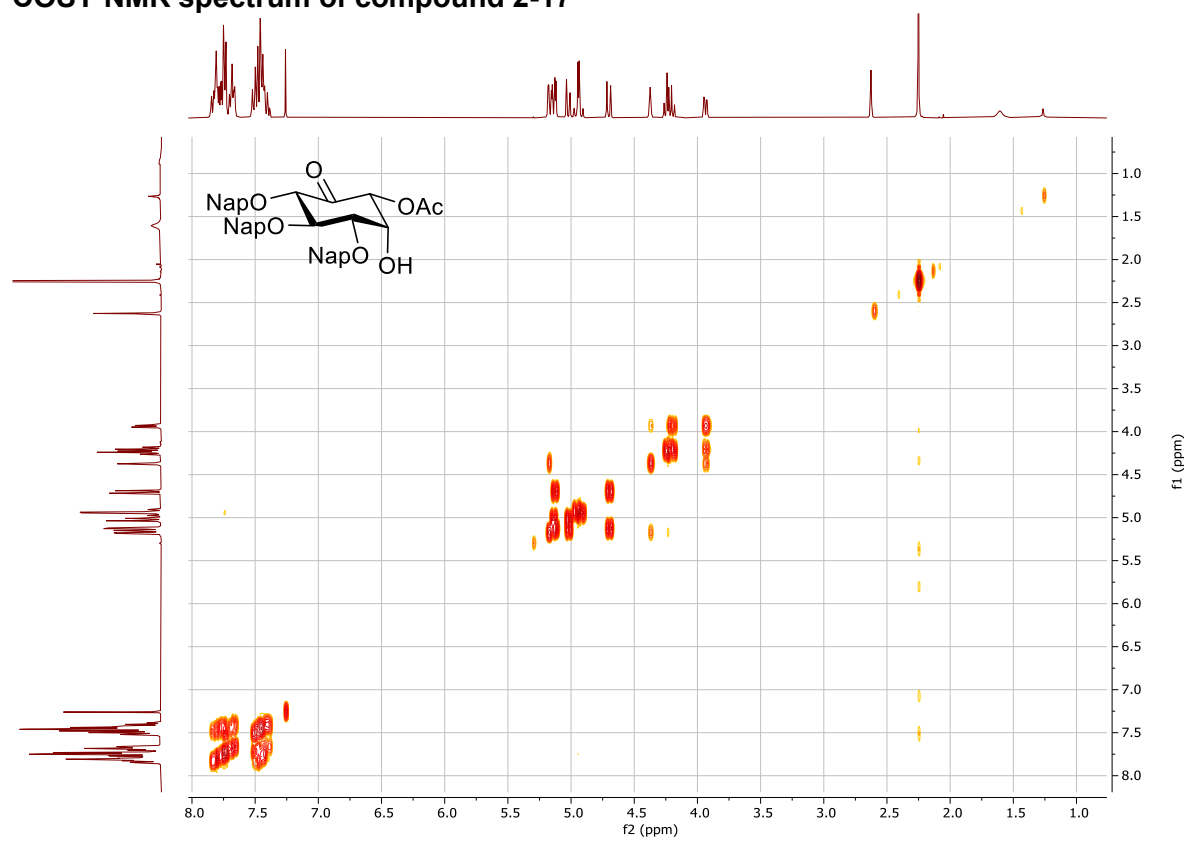 COSY NMR spectrum of compound 2-17
O
NapO
OAc
NapO
NapO
OH
1.0
1.5
2.0
2.5
3.0
3.5
4.0
4.5
5.0
5.5
6.0
6.5
7.0
7.5
8.0
f1 (ppm)
8.0 7.5 7.0 6.5 6.0 5.5 5.0 4.5 4.0 3.5 3.0 2.5 2.0 1.5 1.0
f2 (ppm)